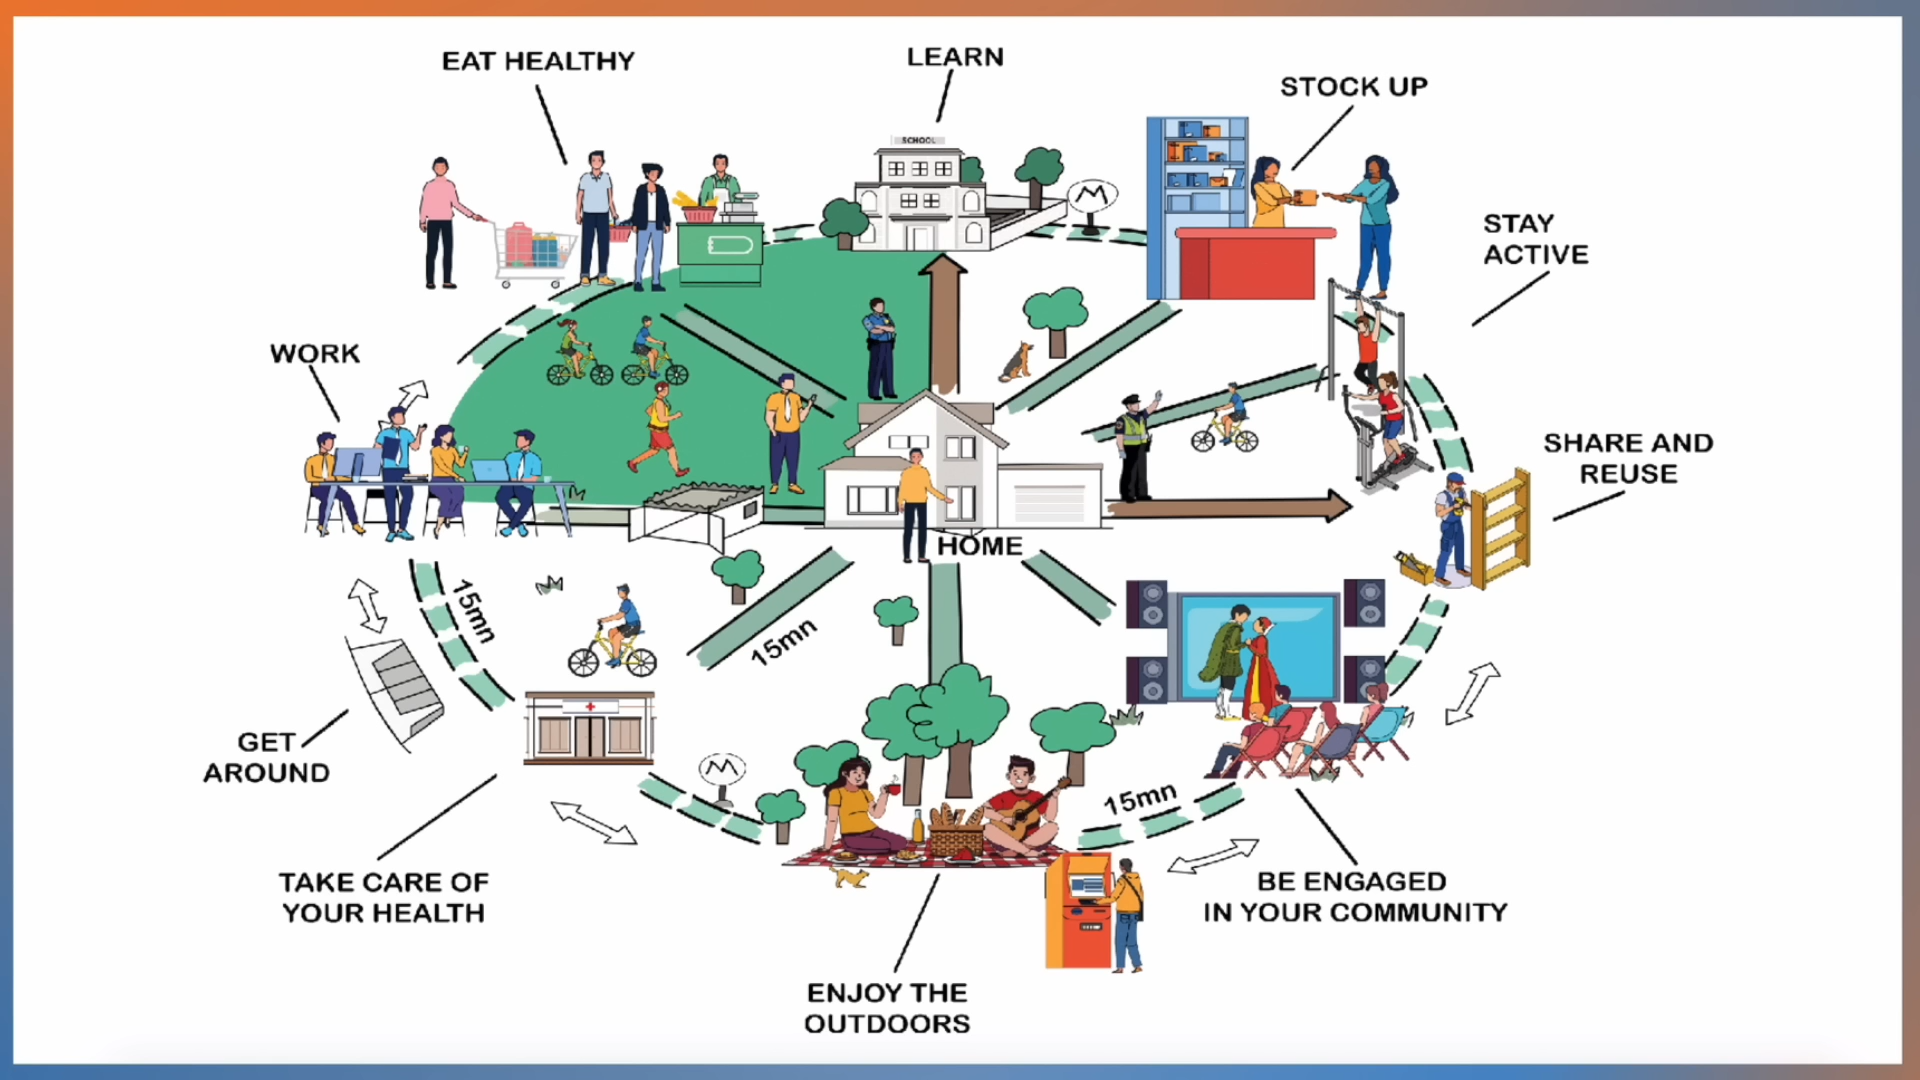 EAT HEALTHY
LEARN
STOCK UP
SCHOOL
M
STAY
ACTIVE
WORK
SHARE AND
REUSE
HOME
15mn
15mn
GET
AROUND
M
15mn
TAKE CARE OF
YOUR HEALTH
BE ENGAGED
IN YOUR COMMUNITY
ENJOY THE
OUTDOORS